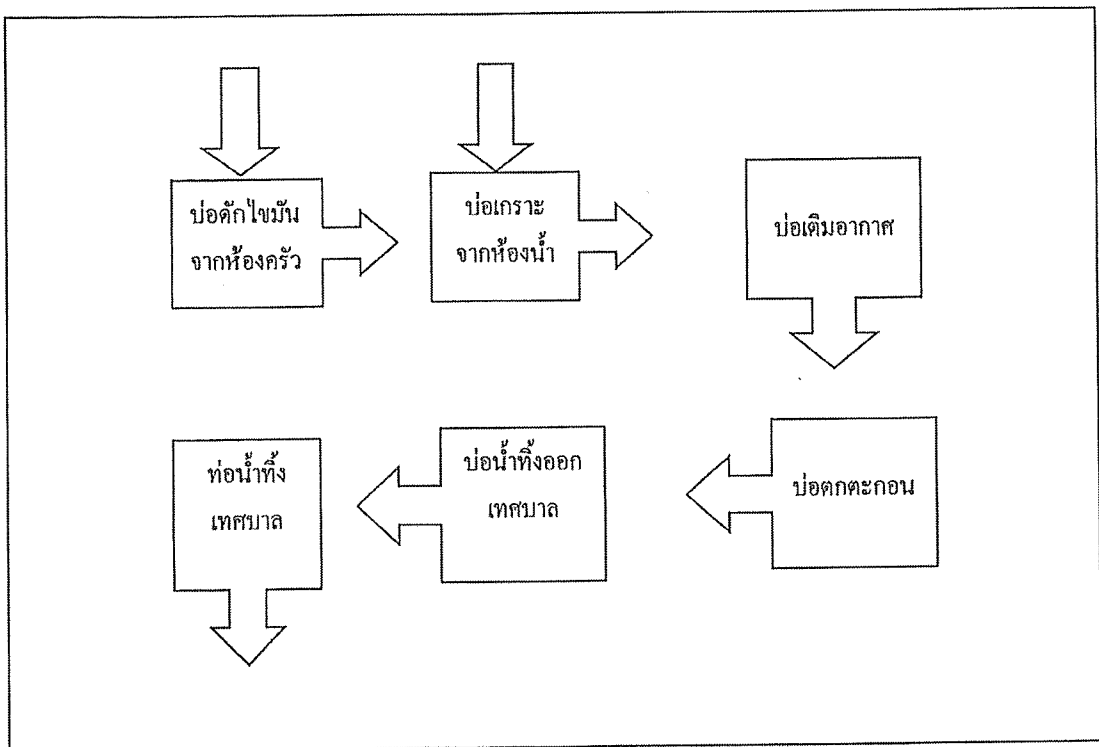 บ่อดักไขมัน
จากห้องครัว
บ่อเกราะ
จากห้องน้ำ
บ่อเติมอากาศ
บ่อตกตะกอน
บ่อน้ำทิ้งออก
เทศบาล
ท่อน้ำทิ้ง
เทศบาล